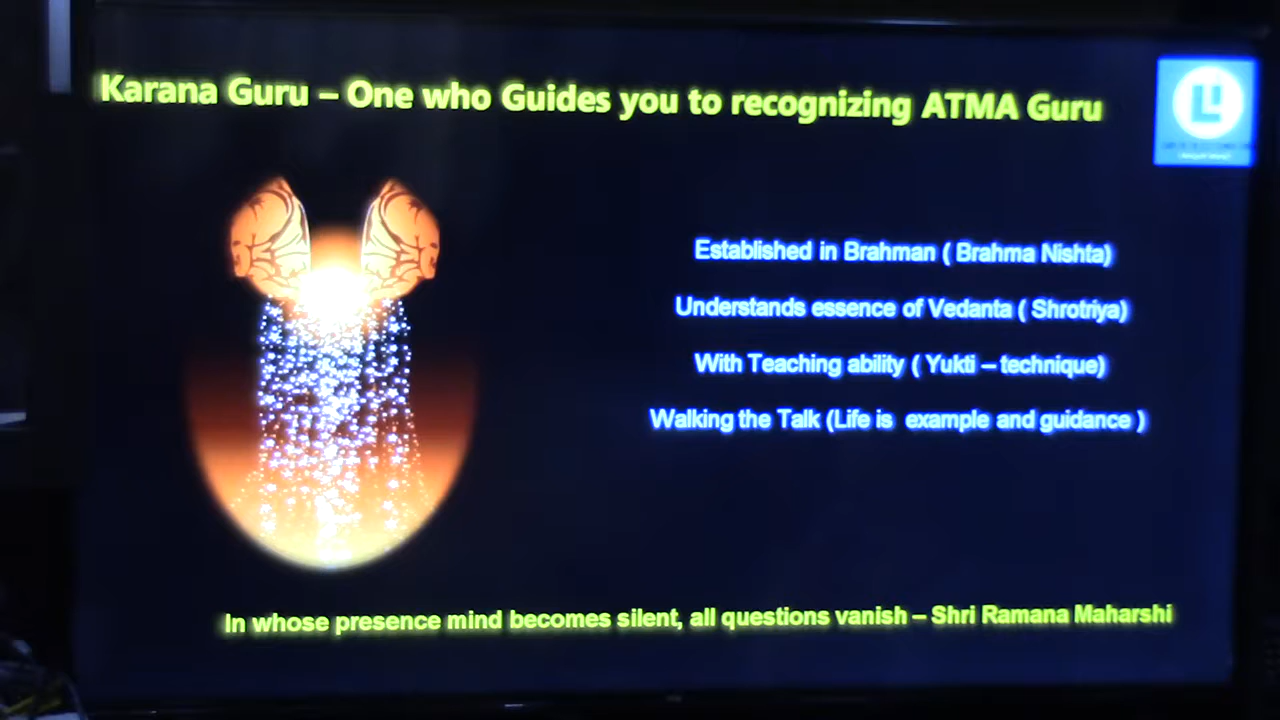 Karana Guru – One who Guides you to recognizing ATMA Guru
Established in Brahman ( Brahma Nishta)
Understands essence of Vedanta ( Shrotriya)
With Teaching ability ( Yukti – technique)
Walking the Talk (Life is  example and guidance )
In whose presence mind becomes silent, all questions vanish – Shri Ramana Maharshi